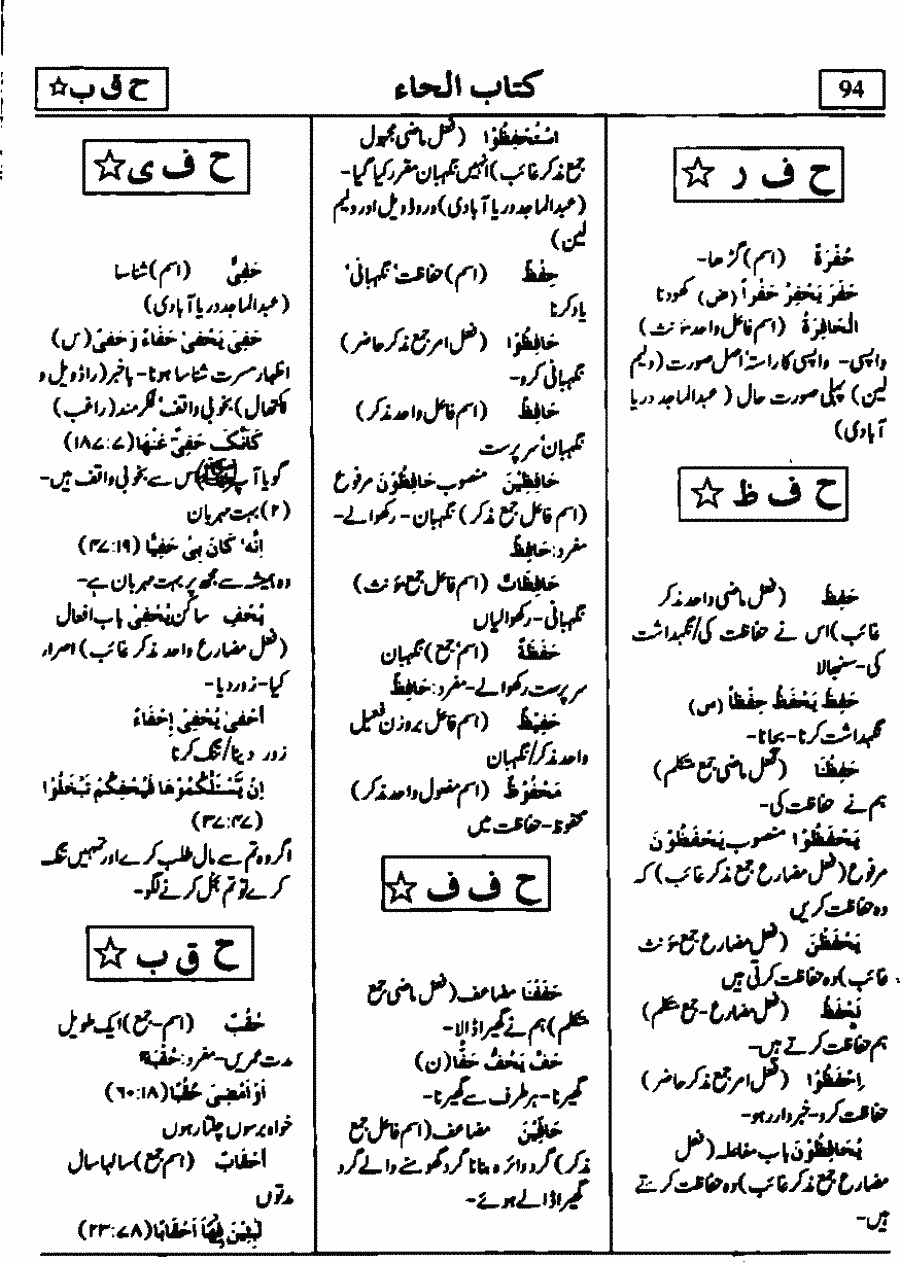 94
کتاب الحاء
ح ق ب ☆
ح ف ر ☆
حُفْرَۃٌ (اسم) گڑھا۔
حَفَرَ یَحْفِرُ حَفْراً (ض) کھودنا
الْحَافِرَۃُ (اسم فاعل واحد مؤنث)
واپسی۔ واپسی کا راستہ، اصل صورت (ولیم
لین) پہلی صورت حال (عبدالماجد دریا
آبادی)
ح ف ظ ☆
حَفِظَ (فعل ماضی واحد مذکر
غائب) اس نے حفاظت کی/نگہداشت
کی۔ سنبھالا
حَفِظَ یَحْفَظُ حِفْظاً (س)
نگہداشت کرنا۔ بچانا۔
حَفِظْنَا (فعل ماضی جمع متکلم)
ہم نے حفاظت کی۔
یَحْفَظُوْا منصوب یَحْفَظُوْنَ
مرفوع (فعل مضارع جمع مذکر غائب) کہ
وہ حفاظت کریں
یَحْفَظْنَ (فعل مضارع جمع مؤنث
غائب) وہ حفاظت کرتی ہیں
نَحْفَظُ (فعل مضارع۔ جمع متکلم)
ہم حفاظت کرتے ہیں۔
اِحْفَظُوْا (فعل امر جمع مذکر حاضر)
حفاظت کرو۔ خبردار رہو۔
یُحَافِظُوْنَ باب مفاعلہ (فعل
مضارع جمع مذکر غائب) وہ حفاظت کرتے
ہیں۔
اسْتُحْفِظُوْا (فعل ماضی مجہول
جمع مذکر غائب) انہیں نگہبان مقرر کیا گیا۔
(عبدالماجد دریا آبادی) و روڈویل اور ولیم
لین)
حِفْظٌ (اسم) حفاظت، نگہبانی،
یاد کرنا
حَافِظُوْا (فعل امر جمع مذکر حاضر)
نگہبانی کرو۔
حَافِظٌ (اسم فاعل واحد مذکر)
نگہبان، سرپرست
حَافِظِیْنَ منصوب حَافِظُوْنَ مرفوع
(اسم فاعل جمع مذکر) نگہبان۔ رکھوالے۔
مفرد: حَافِظٌ
حَافِظَاتٌ (اسم فاعل جمع مؤنث)
نگہبانی۔ رکھوالیاں
حَفَظَۃٌ (اسم جمع) نگہبان
سرپرست رکھوالے۔ مفرد: حَافِظٌ
حَفِیْظٌ (اسم فاعل بروزن فعیل
واحد مذکر/نگہبان
مَحْفُوْظٌ (اسم مفعول واحد مذکر)
محفوظ۔ حفاظت میں
ح ف ف ☆
حَفَفْنَا مضاعف (فعل ماضی جمع
متکلم) ہم نے گھیرا ڈالا۔
حَفَّ یَحُفُّ حَفًّا (ن)
گھیرنا۔ ہر طرف سے گھیرنا۔
حَافِّیْنَ مضاعف (اسم فاعل جمع
مذکر) گرد دائرہ بنانا گرد گھومنے والے گرد
گھیرا ڈالے ہوئے۔
ح ف ی ☆
حَفِیٌّ (اسم) شناسا
(عبدالماجد دریا آبادی)
حَفِیَ یَحْفیٰ حَفَاءً وَ حَفیً (س)
اظہار مسرت شناسا ہونا۔ باخبر (راڈویل و
پکتھال) بخوبی واقف، فکرمند (راغب)
کَاَنَّکَ حَفِیٌّ عَنْھَا (۷:۱۸۷)
گویا آپ اس سے بخوبی واقف ہیں۔
(۲) بہت مہربان
اِنَّہٗ کَانَ بِیْ حَفِیًّا (۱۹:۴۷)
وہ ہمیشہ سے مجھ پر بہت مہربان ہے۔
یُحْفِ ساکن یُحْفِیْ باب افعال
(فعل مضارع واحد مذکر غائب) اصرار
کیا۔ زور دیا۔
اَحْفیٰ یُحْفِیْ اِحْفَاءً
زور دینا/تنگ کرنا
اِنْ یَّسْئَلْکُمُوْھَا فَیُحْفِکُمْ تَبْخَلُوْا
(۴۷:۳۷)
اگر وہ تم سے مال طلب کرے اور تمہیں تنگ
کرے تو تم بخل کرنے لگو۔
ح ق ب ☆
حُقُبٌ (اسم۔ جمع) ایک طویل
مدت عمریں۔ مفرد: حُقْبَۃٌ
اَوْ اَمْضِیَ حُقُبًا (۱۸:۶۰)
خواہ برسوں چلتا رہوں
اَحْقَابٌ (اسم جمع) سالہا سال
مدتوں
لّٰبِثِیْنَ فِیْھَآ اَحْقَابًا (۷۸:۲۳)